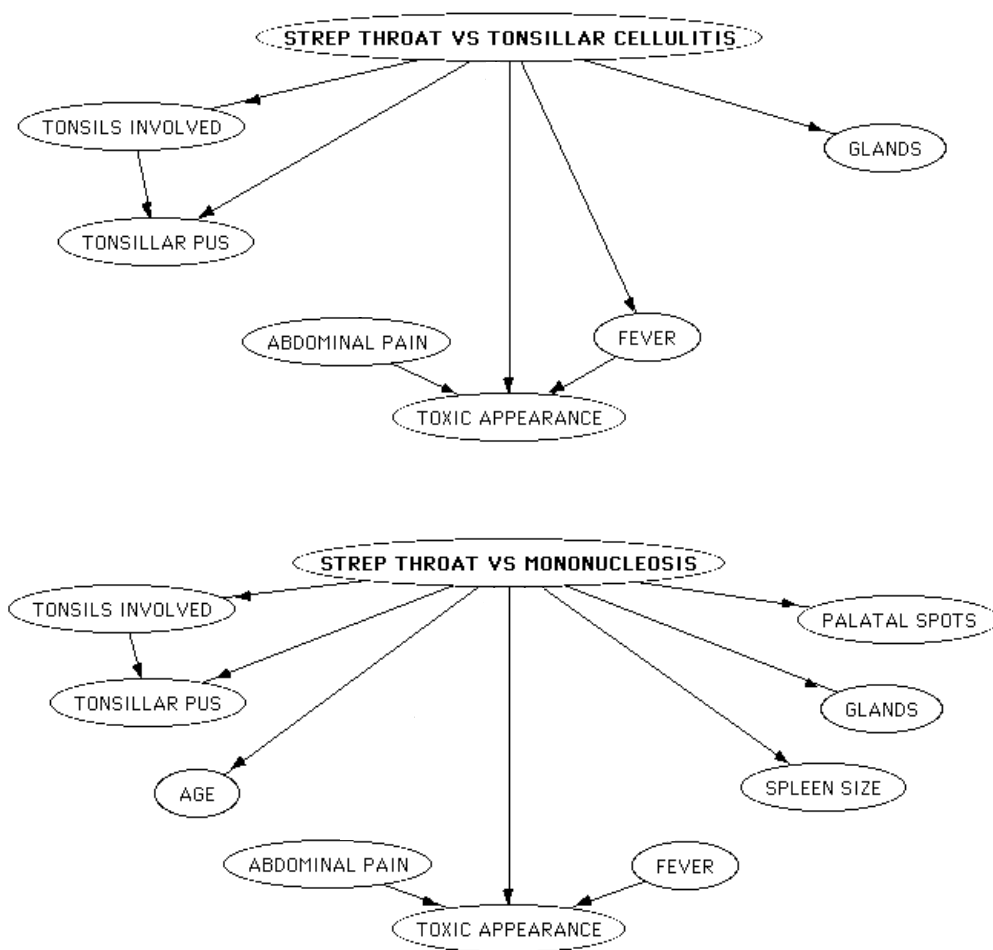 STREP THROAT VS TONSILLAR CELLULITIS
TONSILS INVOLVED
GLANDS
TONSILLAR PUS
ABDOMINAL PAIN
FEVER
TOXIC APPEARANCE
STREP THROAT VS MONONUCLEOSIS
TONSILS INVOLVED
PALATAL SPOTS
TONSILLAR PUS
GLANDS
AGE
SPLEEN SIZE
ABDOMINAL PAIN
FEVER
TOXIC APPEARANCE